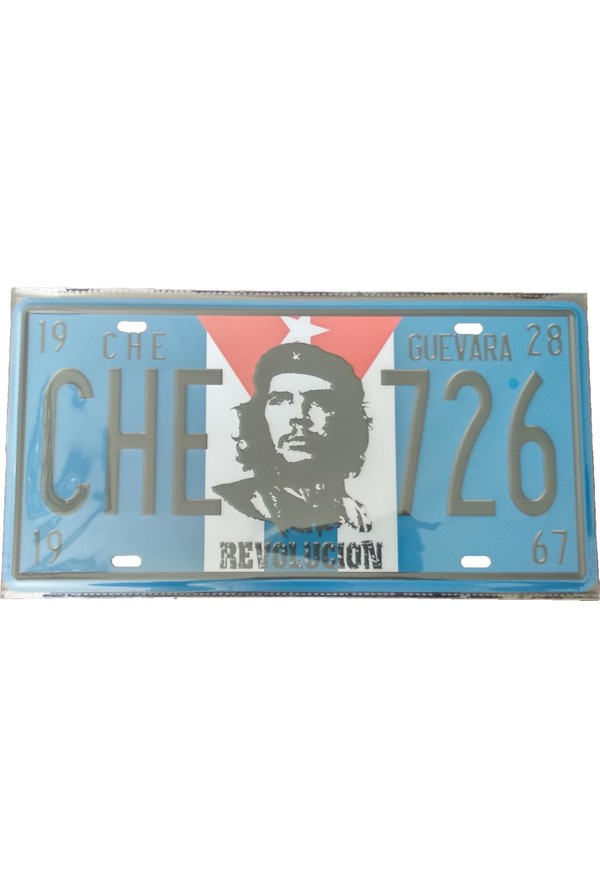 19 CHE GUEVARA 28
CHE 726
19 67
REVOLUCION